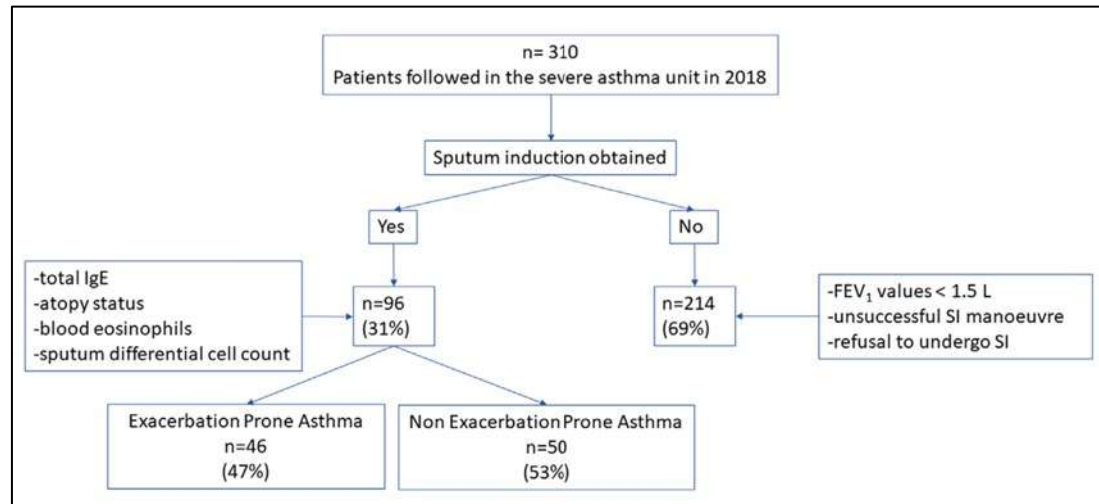 n= 310
Patients followed in the severe asthma unit in 2018
Sputum induction obtained
Yes
No
-total IgE
-atopy status
-blood eosinophils
-sputum differential cell count
n=96
(31%)
n=214
(69%)
-FEV₁ values < 1.5 L
-unsuccessful SI manoeuvre
-refusal to undergo SI
Exacerbation Prone Asthma
n=46
(47%)
Non Exacerbation Prone Asthma
n=50
(53%)